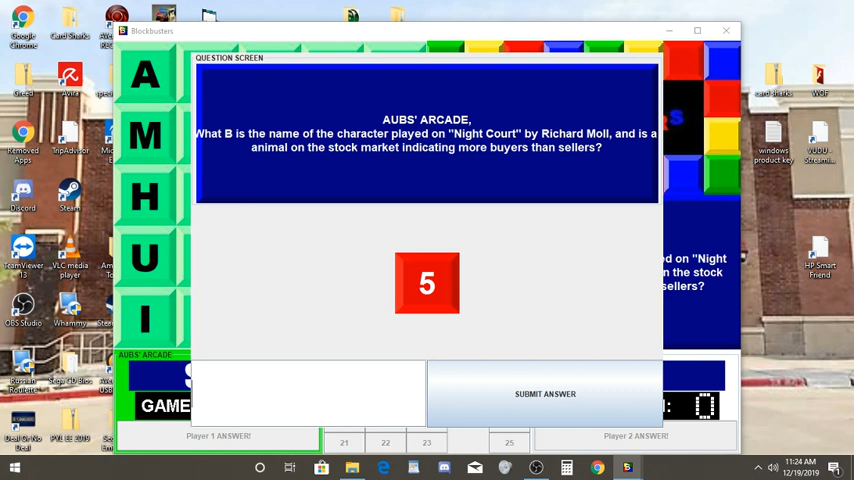 Google
Chrome
Card Sharks
Blockbusters
Greed
Avira
card sharks
WOF
QUESTION SCREEN
AUBS' ARCADE,
What B is the name of the character played on "Night Court" by Richard Moll, and is a
animal on the stock market indicating more buyers than sellers?
A
M
H
U
I
Removed
Apps
TripAdvisor
windows
product key
VUDU -
Streami...
Discord
Steam
5
ed on "Night
n the stock
sellers?
TeamViewer
13
VLC media
player
HP Smart
Friend
OBS Studio
Whammy
AUBS' ARCADE
Russian
Roulette
Sega CD Bios
GAME
SUBMIT ANSWER
: 0
Deal Or No
Deal
PYL EE 2019
Player 1 ANSWER!
21
22
23
25
Player 2 ANSWER!
11:24 AM
12/19/2019